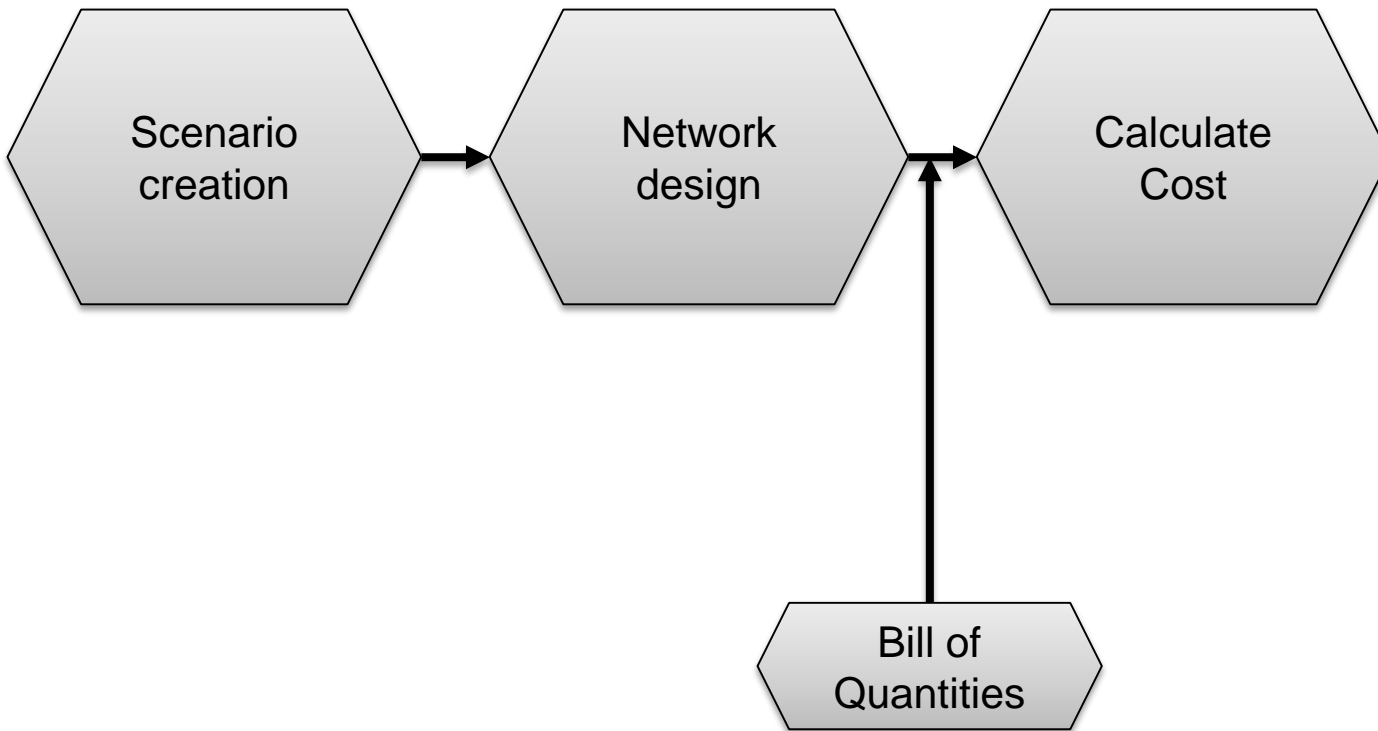 Scenario
creation
Network
design
Calculate
Cost
Bill of
Quantities